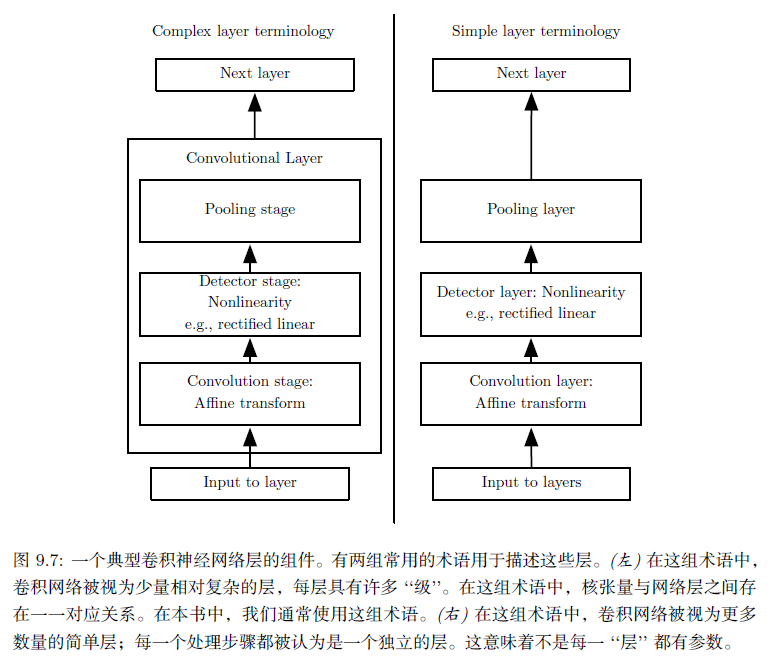 Complex layer terminology
Next layer
Convolutional Layer
Pooling stage
Detector stage:
Nonlinearity
e.g., rectified linear
Convolution stage:
Affine transform
Input to layer
Simple layer terminology
Next layer
Pooling layer
Detector layer: Nonlinearity
e.g., rectified linear
Convolution layer:
Affine transform
Input to layers
图 9.7: 一个典型卷积神经网络层的组件。有两组常用的术语用于描述这些层。(左) 在这组术语中,
卷积网络被视为少量相对复杂的层，每层具有许多 “级”。在这组术语中，核张量与网络层之间存
在一一对应关系。在本书中，我们通常使用这组术语。(右) 在这组术语中，卷积网络被视为更多
数量的简单层；每一个处理步骤都被认为是一个独立的层。这意味着不是每一 “层” 都有参数。